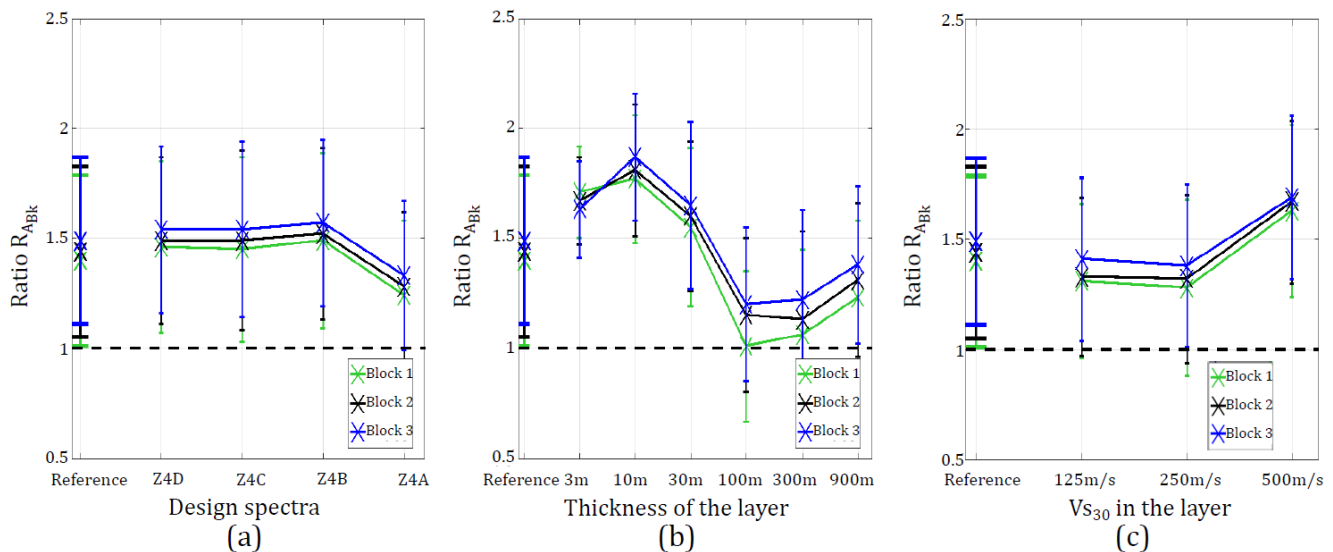 2.5
2
1.5
1
0.5
Ratio R_ABk
Block 1
Block 2
Block 3
Reference Z4D Z4C Z4B Z4A
Design spectra
(a)
2.5
2
1.5
1
0.5
Ratio R_ABk
Block 1
Block 2
Block 3
Reference 3m 10m 30m 100m 300m 900m
Thickness of the layer
(b)
2.5
2
1.5
1
0.5
Ratio R_ABk
Block 1
Block 2
Block 3
Reference 125m/s 250m/s 500m/s
Vs30 in the layer
(c)